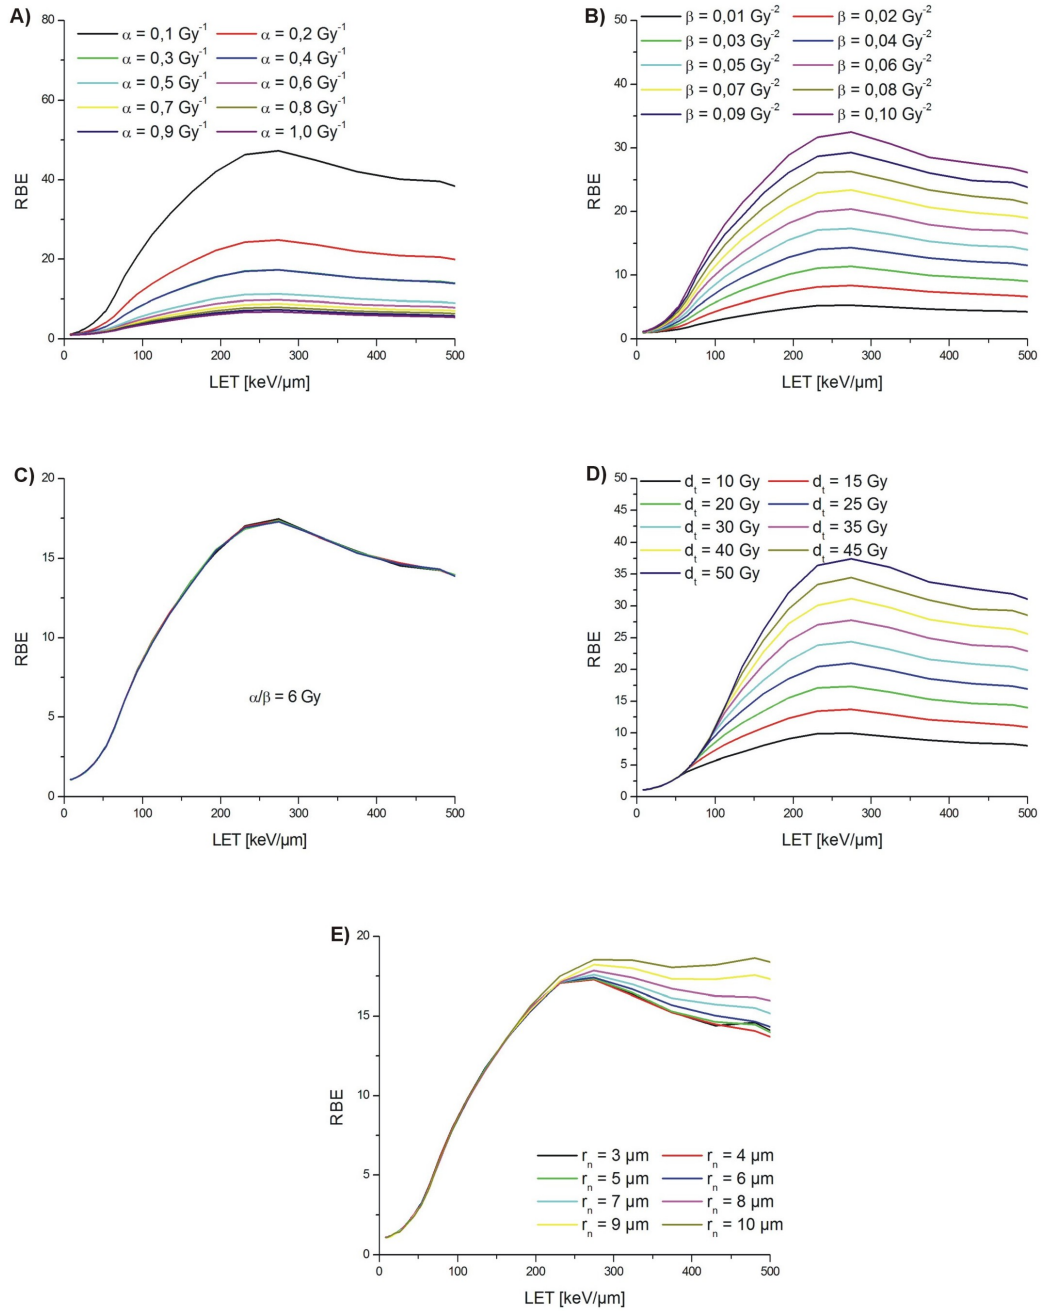 A)
80
60
40
20
0
RBE
α = 0,1 Gy⁻¹ α = 0,2 Gy⁻¹
α = 0,3 Gy⁻¹ α = 0,4 Gy⁻¹
α = 0,5 Gy⁻¹ α = 0,6 Gy⁻¹
α = 0,7 Gy⁻¹ α = 0,8 Gy⁻¹
α = 0,9 Gy⁻¹ α = 1,0 Gy⁻¹
0 100 200 300 400 500
LET [keV/µm]
B)
50
40
30
20
10
0
RBE
β = 0,01 Gy⁻² β = 0,02 Gy⁻²
β = 0,03 Gy⁻² β = 0,04 Gy⁻²
β = 0,05 Gy⁻² β = 0,06 Gy⁻²
β = 0,07 Gy⁻² β = 0,08 Gy⁻²
β = 0,09 Gy⁻² β = 0,10 Gy⁻²
0 100 200 300 400 500
LET [keV/µm]
C)
20
15
10
5
0
RBE
α/β = 6 Gy
0 100 200 300 400 500
LET [keV/µm]
D)
50
45
40
35
30
25
20
15
10
5
0
RBE
dₜ = 10 Gy dₜ = 15 Gy
dₜ = 20 Gy dₜ = 25 Gy
dₜ = 30 Gy dₜ = 35 Gy
dₜ = 40 Gy dₜ = 45 Gy
dₜ = 50 Gy
0 100 200 300 400 500
LET [keV/µm]
E)
20
15
10
5
0
RBE
rₙ = 3 µm rₙ = 4 µm
rₙ = 5 µm rₙ = 6 µm
rₙ = 7 µm rₙ = 8 µm
rₙ = 9 µm rₙ = 10 µm
0 100 200 300 400 500
LET [keV/µm]